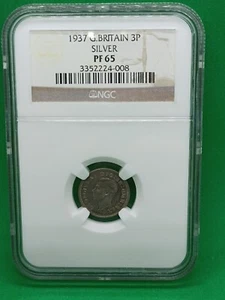 1937 G.BRITAIN 3P
SILVER
PF 65
3352224-008
NGC